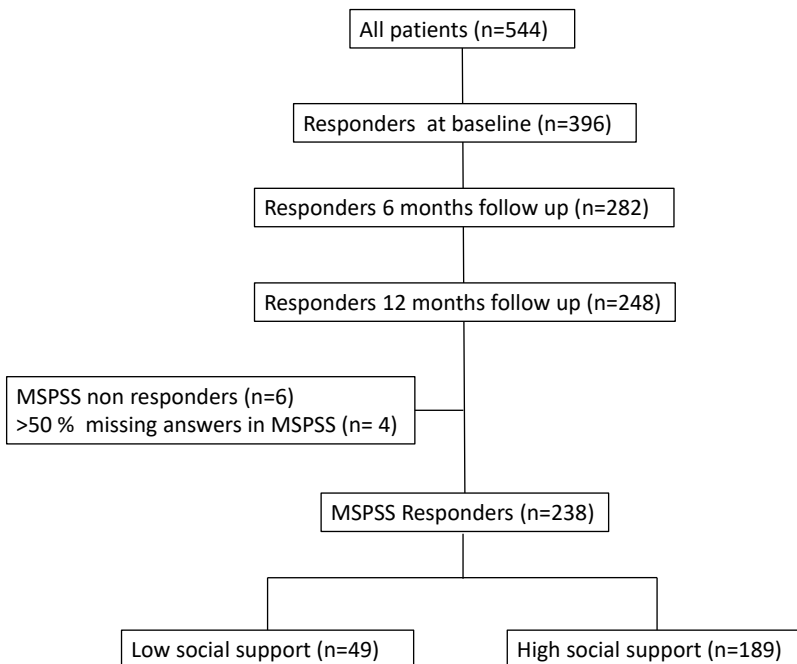 All patients (n=544)
Responders  at baseline (n=396)
Responders 6 months follow up (n=282)
Responders 12 months follow up (n=248)
MSPSS non responders (n=6)
>50 %  missing answers in MSPSS (n= 4)
MSPSS Responders (n=238)
Low social support (n=49)
High social support (n=189)